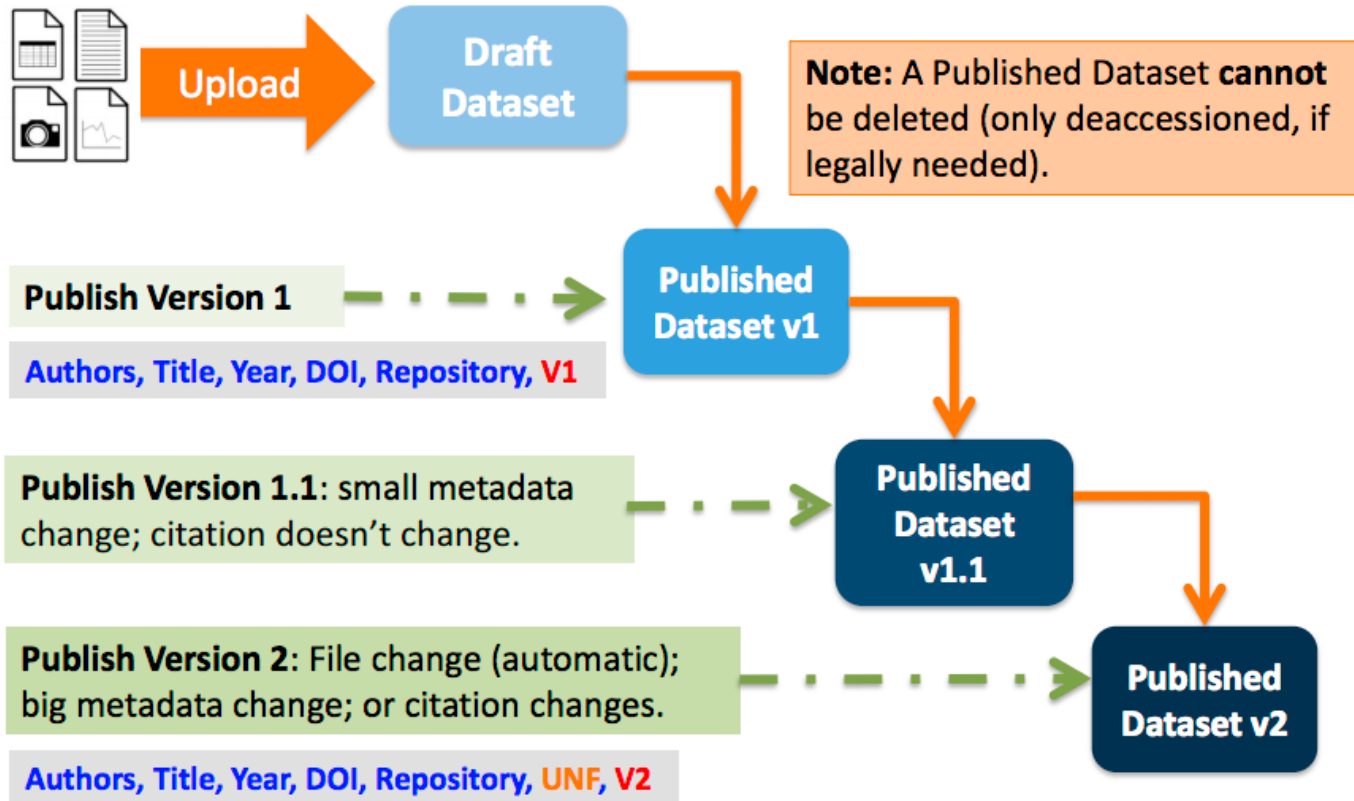 Upload
Draft
Dataset
Note: A Published Dataset cannot
be deleted (only deaccessioned, if
legally needed).
Publish Version 1
Published
Dataset v1
Authors, Title, Year, DOI, Repository, V1
Publish Version 1.1: small metadata
change; citation doesn’t change.
Published
Dataset
v1.1
Publish Version 2: File change (automatic);
big metadata change; or citation changes.
Published
Dataset v2
Authors, Title, Year, DOI, Repository, UNF, V2